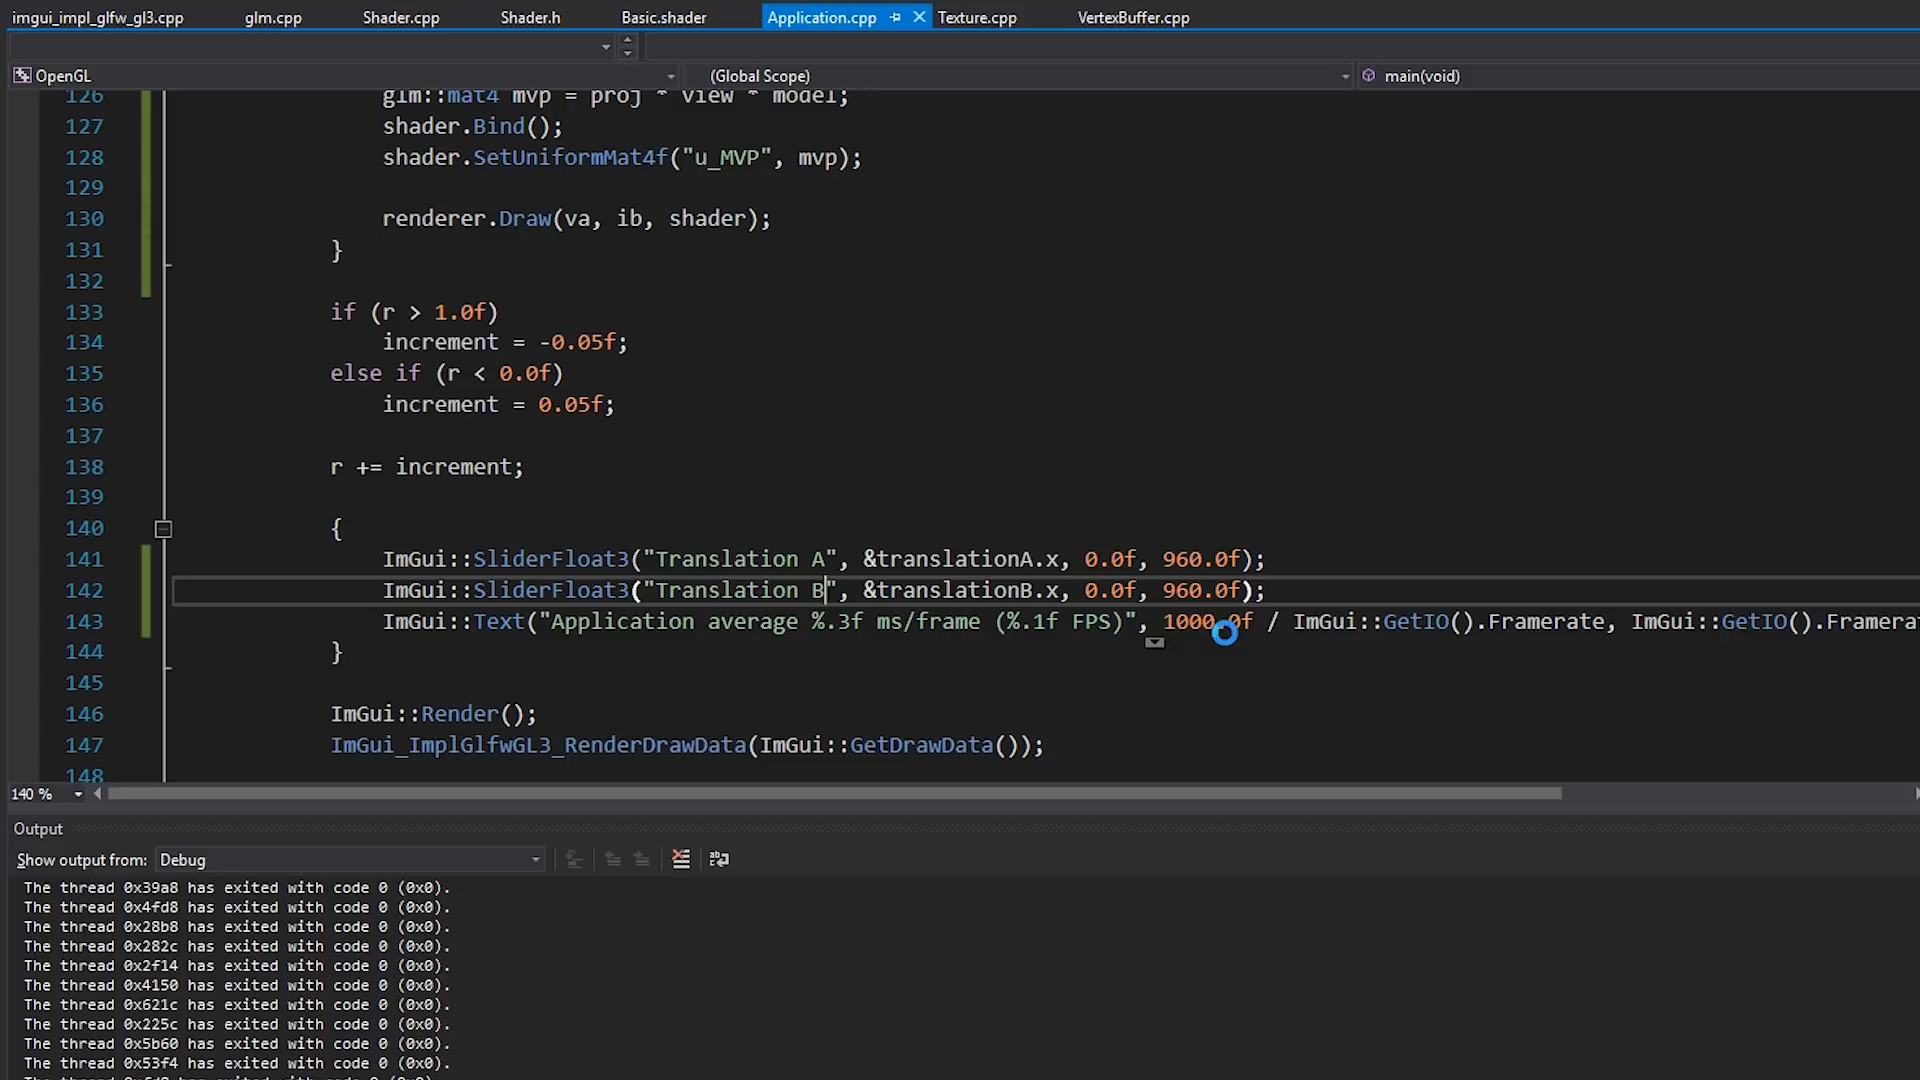 imgui_impl_glfw_gl3.cpp glm.cpp Shader.cpp Shader.h Basic.shader Application.cpp Texture.cpp VertexBuffer.cpp
OpenGL (Global Scope) main(void)
126 glm::mat4 mvp = proj * view * model;
127 shader.Bind();
128 shader.SetUniformMat4f("u_MVP", mvp);
129
130 renderer.Draw(va, ib, shader);
131 }
132
133 if (r > 1.0f)
134 increment = -0.05f;
135 else if (r < 0.0f)
136 increment = 0.05f;
137
138 r += increment;
139
140 {
141 ImGui::SliderFloat3("Translation A", &translationA.x, 0.0f, 960.0f);
142 ImGui::SliderFloat3("Translation B", &translationB.x, 0.0f, 960.0f);
143 ImGui::Text("Application average %.3f ms/frame (%.1f FPS)", 1000.0f / ImGui::GetIO().Framerate, ImGui::GetIO().Framera
144 }
145
146 ImGui::Render();
147 ImGui_ImplGlfwGL3_RenderDrawData(ImGui::GetDrawData());
148
140 %
Output
Show output from: Debug
The thread 0x39a8 has exited with code 0 (0x0).
The thread 0x4fd8 has exited with code 0 (0x0).
The thread 0x28b8 has exited with code 0 (0x0).
The thread 0x282c has exited with code 0 (0x0).
The thread 0x2f14 has exited with code 0 (0x0).
The thread 0x4150 has exited with code 0 (0x0).
The thread 0x621c has exited with code 0 (0x0).
The thread 0x225c has exited with code 0 (0x0).
The thread 0x5b60 has exited with code 0 (0x0).
The thread 0x53f4 has exited with code 0 (0x0).